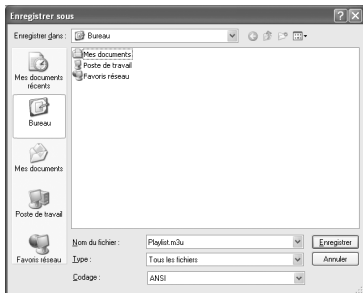 Enregistrer sous
Enregistrer dans :
Bureau
Mes documents
Poste de travail
Favoris réseau
Mes documents
récents
Bureau
Mes documents
Poste de travail
Favoris réseau
Nom du fichier :
Playlist.m3u
Enregistrer
Type :
Tous les fichiers
Annuler
Codage :
ANSI